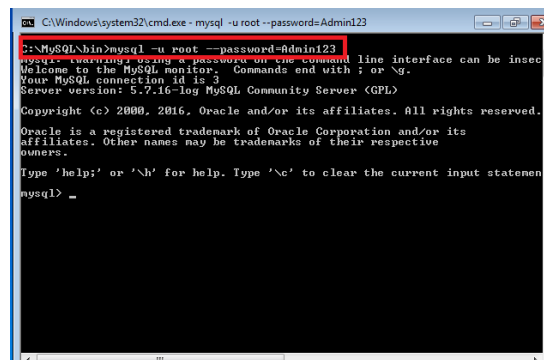 C:\Windows\system32\cmd.exe - mysql -u root --password=Admin123
C:\MySQL\bin>mysql -u root --password=Admin123
mysql: [Warning] Using a password on the command line interface can be insec
Welcome to the MySQL monitor. Commands end with ; or \g.
Your MySQL connection id is 3
Server version: 5.7.16-log MySQL Community Server (GPL)
Copyright (c) 2000, 2016, Oracle and/or its affiliates. All rights reserved.
Oracle is a registered trademark of Oracle Corporation and/or its
affiliates. Other names may be trademarks of their respective
owners.
Type 'help;' or '\h' for help. Type '\c' to clear the current input statemen
mysql> _